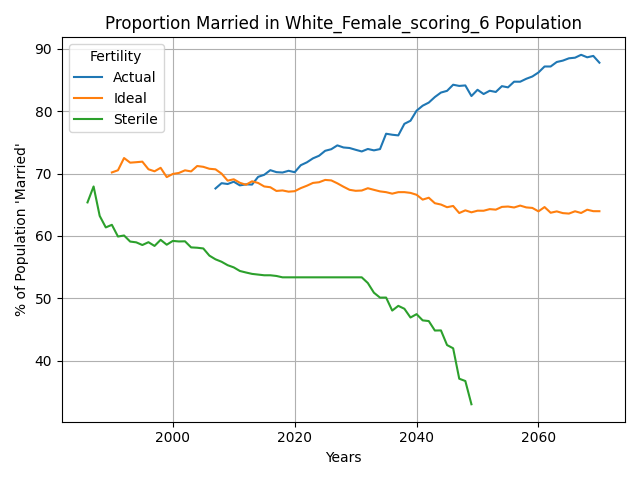 Proportion Married in White_Female_scoring_6 Population
% of Population 'Married'
90
80
70
60
50
40
Fertility
Actual
Ideal
Sterile
2000
2020
2040
2060
Years